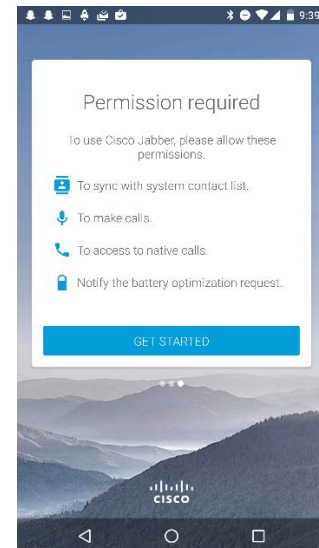 9:39
Permission required
To use Cisco Jabber, please allow these
permissions.
To sync with system contact list.
To make calls.
To access to native calls.
Notify the battery optimization request.
GET STARTED
CISCO